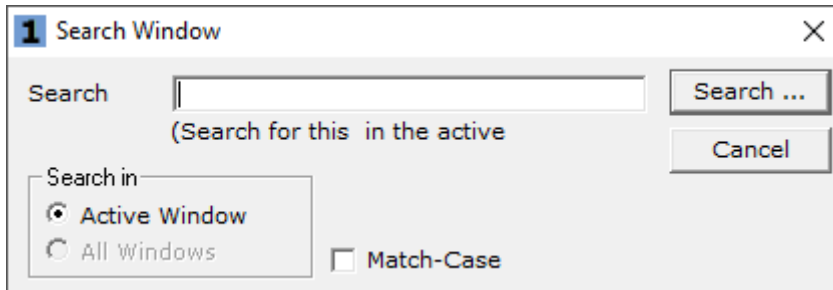 1 Search Window
Search
Search ...
(Search for this  in the active
Cancel
Search in
Active Window
All Windows
Match-Case